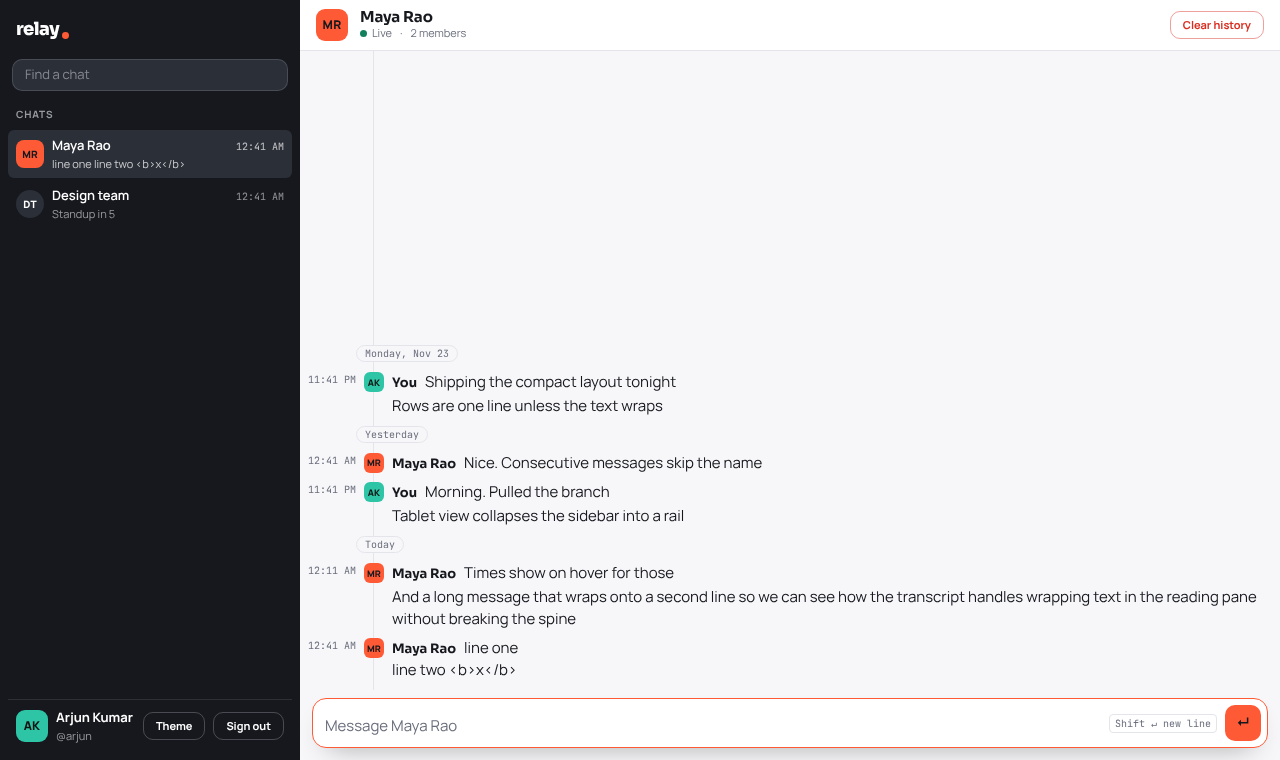 relay.
Find a chat
CHATS
MR
Maya Rao
12:41 AM
line one line two <b>x</b>
DT
Design team
12:41 AM
Standup in 5
AK
Arjun Kumar
@arjun
Theme
Sign out
MR
Maya Rao
Live · 2 members
Clear history
Monday, Nov 23
11:41 PM AK You Shipping the compact layout tonight
Rows are one line unless the text wraps
Yesterday
12:41 AM MR Maya Rao Nice. Consecutive messages skip the name
11:41 PM AK You Morning. Pulled the branch
Tablet view collapses the sidebar into a rail
Today
12:11 AM MR Maya Rao Times show on hover for those
And a long message that wraps onto a second line so we can see how the transcript handles wrapping text in the reading pane
without breaking the spine
12:41 AM MR Maya Rao line one
line two <b>x</b>
Message Maya Rao
Shift ↵ new line
↵